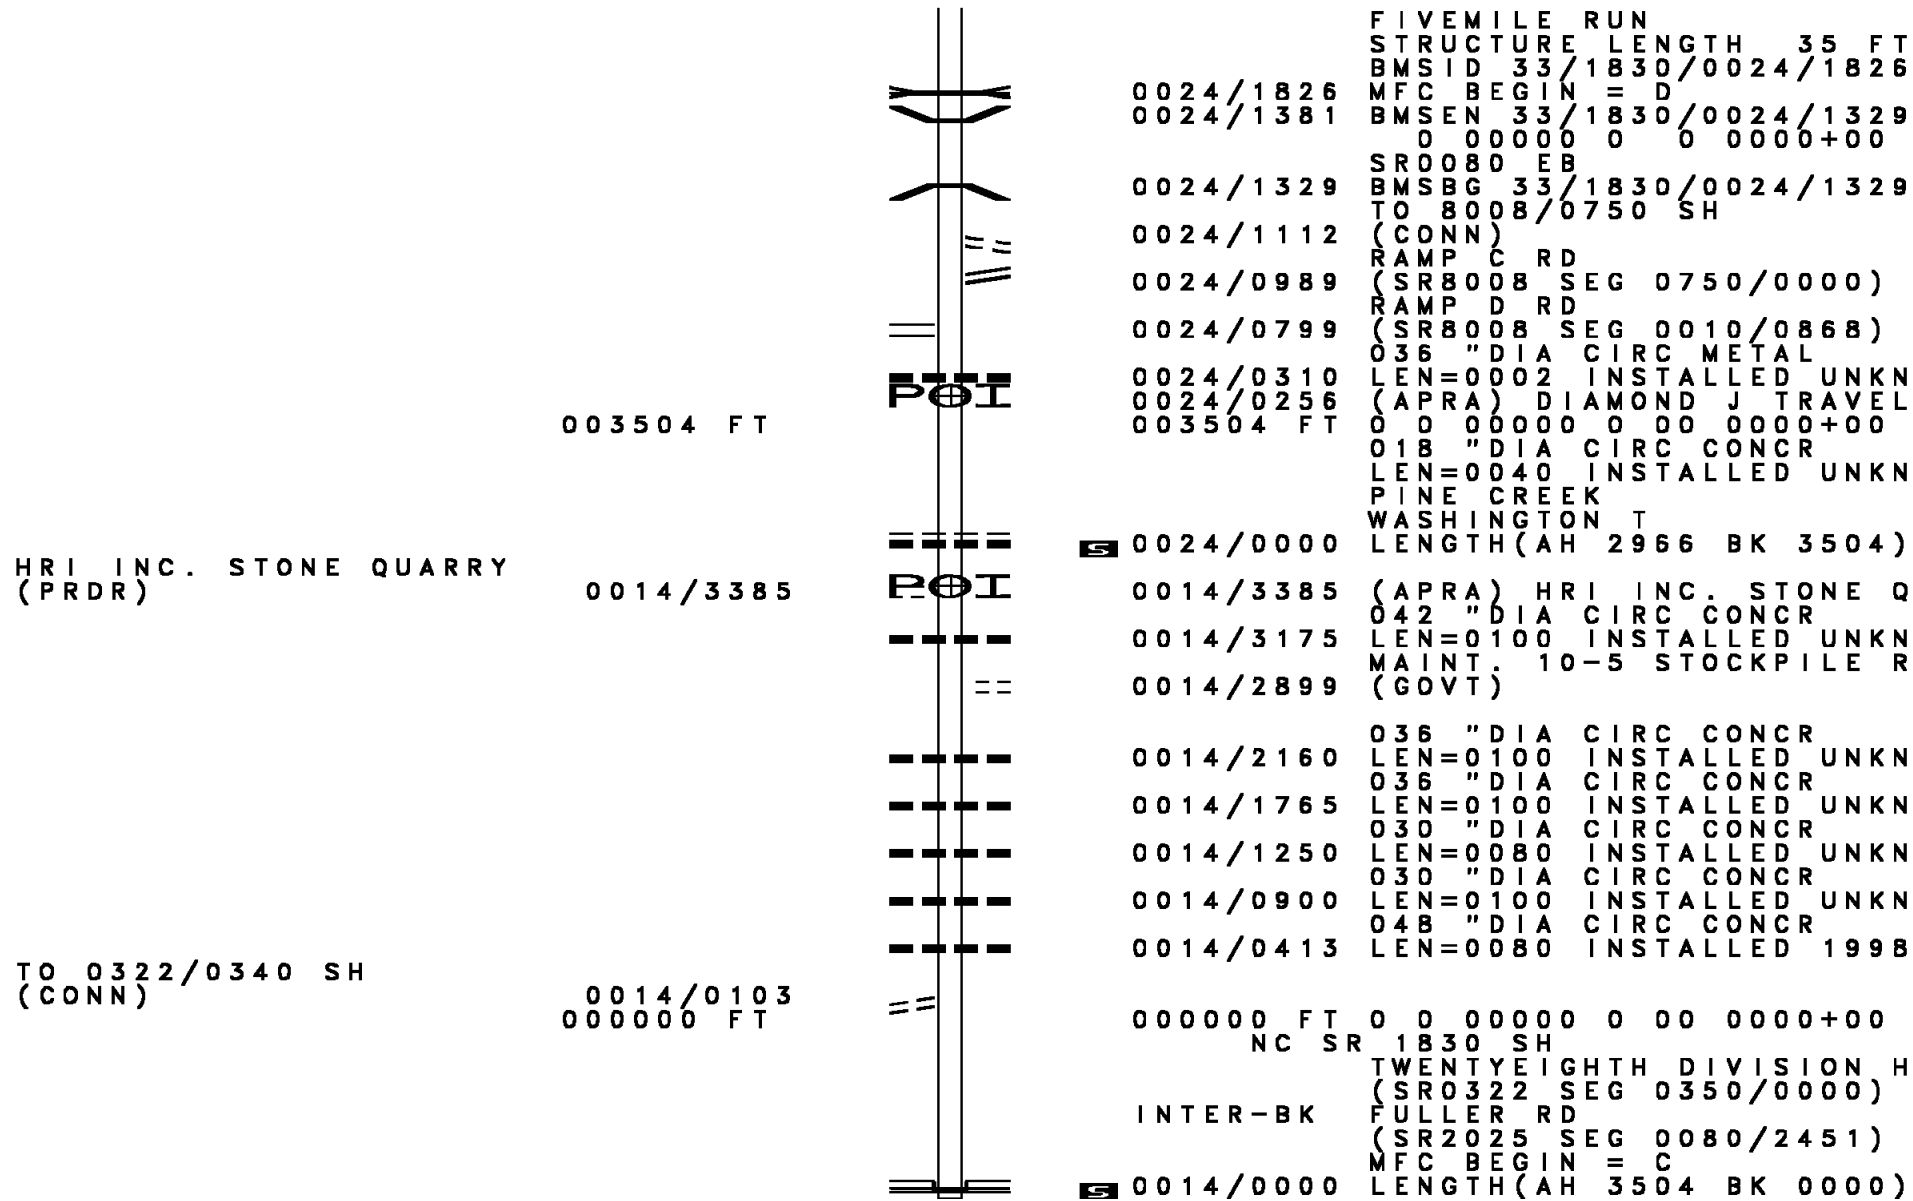 FIVEMILE RUN
STRUCTURE LENGTH 35 FT
BMSID 33/1830/0024/1826
0024/1826 MFC BEGIN = D
0024/1381 BMSEN 33/1830/0024/1329
0 00000 0 0 0000+00
SR0080 EB
0024/1329 BMSBG 33/1830/0024/1329
TO 8008/0750 SH
0024/1112 (CONN)
RAMP C RD
0024/0989 (SR8008 SEG 0750/0000)
RAMP D RD
0024/0799 (SR8008 SEG 0010/0868)
036 "DIA CIRC METAL
0024/0310 LEN=0002 INSTALLED UNKN
POI 0024/0256 (APRA) DIAMOND J TRAVEL
003504 FT 003504 FT 0 0 00000 0 00 0000+00
018 "DIA CIRC CONCR
LEN=0040 INSTALLED UNKN
PINE CREEK
WASHINGTON T
S 0024/0000 LENGTH(AH 2966 BK 3504)
HRI INC. STONE QUARRY
(PRDR) 0014/3385 POI 0014/3385 (APRA) HRI INC. STONE Q
042 "DIA CIRC CONCR
0014/3175 LEN=0100 INSTALLED UNKN
MAINT. 10-5 STOCKPILE R
0014/2899 (GOVT)
036 "DIA CIRC CONCR
0014/2160 LEN=0100 INSTALLED UNKN
036 "DIA CIRC CONCR
0014/1765 LEN=0100 INSTALLED UNKN
030 "DIA CIRC CONCR
0014/1250 LEN=0080 INSTALLED UNKN
030 "DIA CIRC CONCR
0014/0900 LEN=0100 INSTALLED UNKN
048 "DIA CIRC CONCR
0014/0413 LEN=0080 INSTALLED 1998
TO 0322/0340 SH
(CONN) 0014/0103
000000 FT 000000 FT 0 0 00000 0 00 0000+00
NC SR 1830 SH
TWENTYEIGHTH DIVISION H
(SR0322 SEG 0350/0000)
INTER-BK FULLER RD
(SR2025 SEG 0080/2451)
MFC BEGIN = C
S 0014/0000 LENGTH(AH 3504 BK 0000)